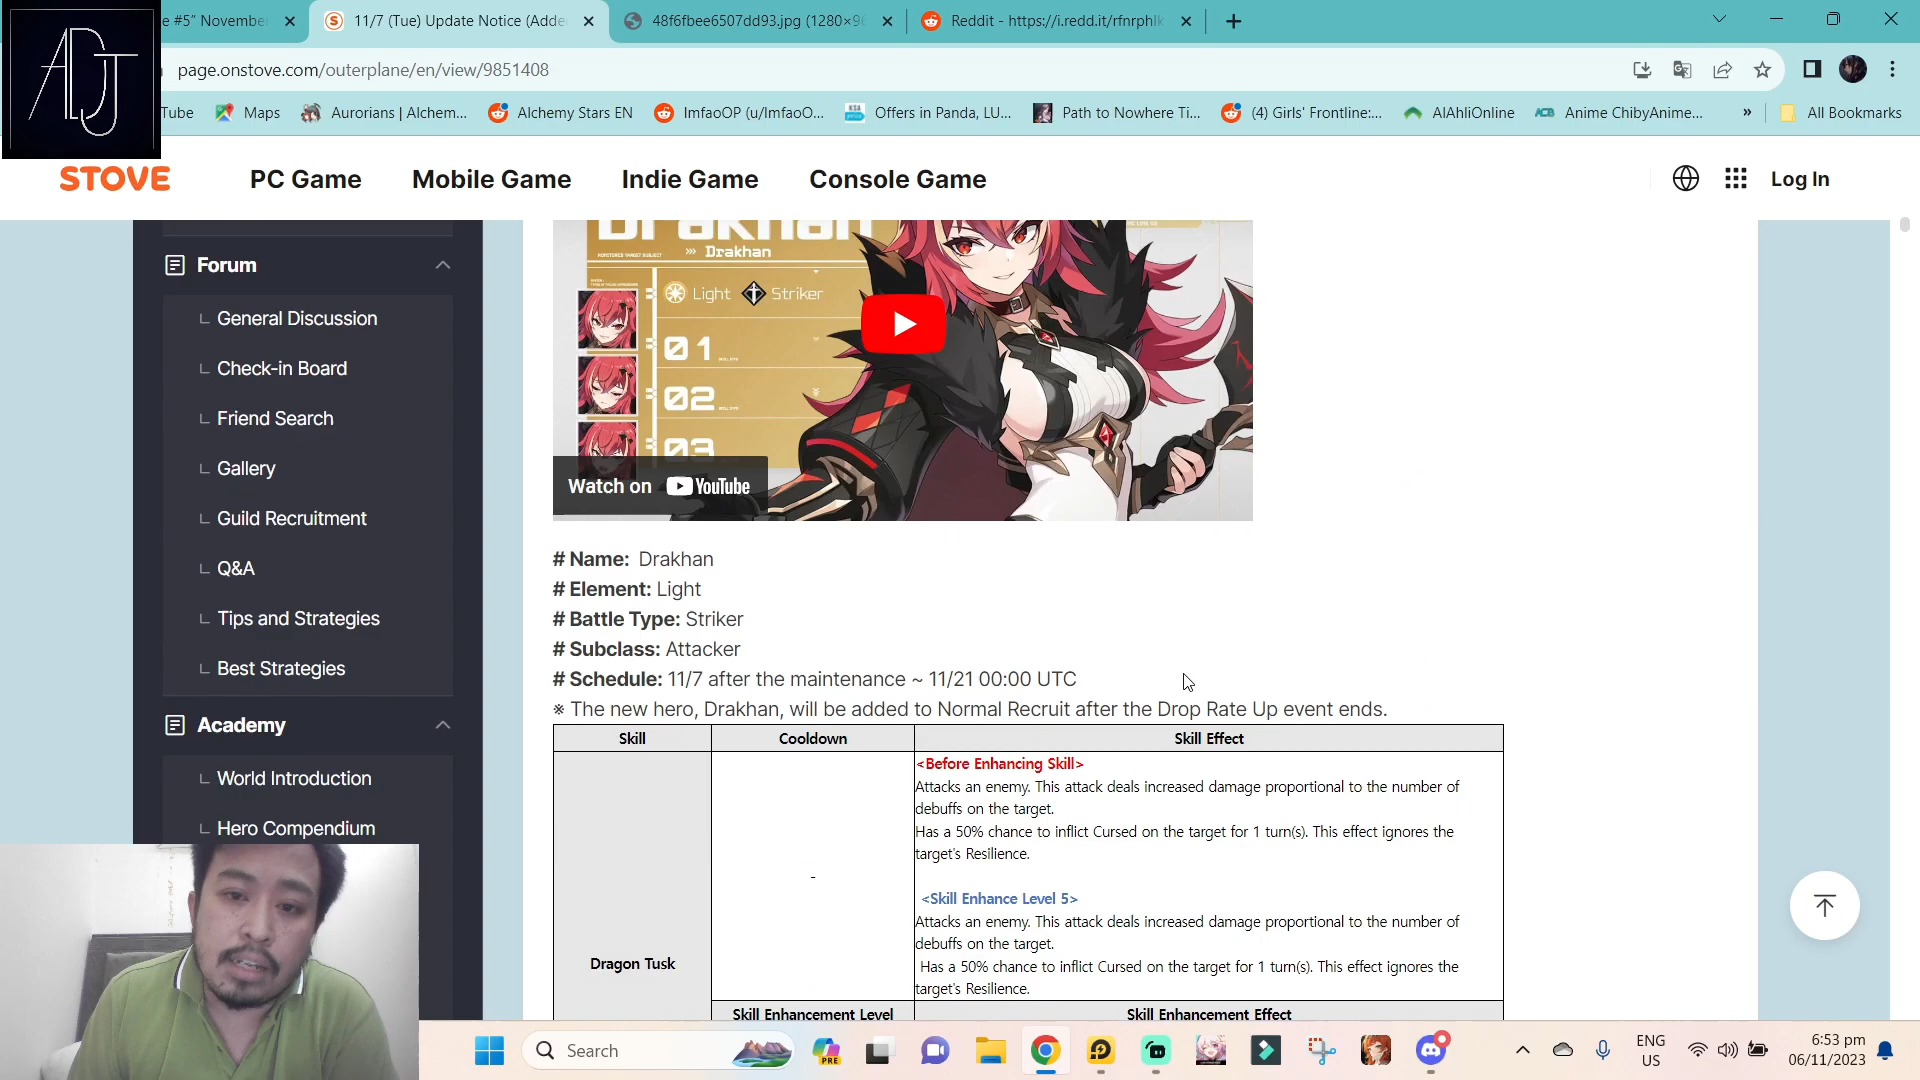 e #5" November
11/7 (Tue) Update Notice (Adde
48f6fbee6507dd93.jpg (1280×9
Reddit - https://i.redd.it/rfnrphlk
ADJT
page.onstove.com/outerplane/en/view/9851408
Tube
Maps
Aurorians | Alchem...
Alchemy Stars EN
lmfaoOP (u/lmfaoO...
Offers in Panda, LU...
Path to Nowhere Ti...
(4) Girls' Frontline:...
AlAhliOnline
Anime ChibyAnime...
»
All Bookmarks
STOVE
PC Game
Mobile Game
Indie Game
Console Game
Log In
Forum
General Discussion
Check-in Board
Friend Search
Gallery
Guild Recruitment
Q&A
Tips and Strategies
Best Strategies
Academy
World Introduction
Hero Compendium
Drakhan
>>> Drakhan
Light
Striker
01
02
03
Watch on YouTube
# Name: Drakhan
# Element: Light
# Battle Type: Striker
# Subclass: Attacker
# Schedule: 11/7 after the maintenance ~ 11/21 00:00 UTC
※ The new hero, Drakhan, will be added to Normal Recruit after the Drop Rate Up event ends.
Skill
Cooldown
Skill Effect
<Before Enhancing Skill>
Attacks an enemy. This attack deals increased damage proportional to the number of
debuffs on the target.
Has a 50% chance to inflict Cursed on the target for 1 turn(s). This effect ignores the
target's Resilience.
-
<Skill Enhance Level 5>
Attacks an enemy. This attack deals increased damage proportional to the number of
debuffs on the target.
Has a 50% chance to inflict Cursed on the target for 1 turn(s). This effect ignores the
target's Resilience.
Dragon Tusk
Skill Enhancement Level
Skill Enhancement Effect
Search
PRE
ENG
US
6:53 pm
06/11/2023